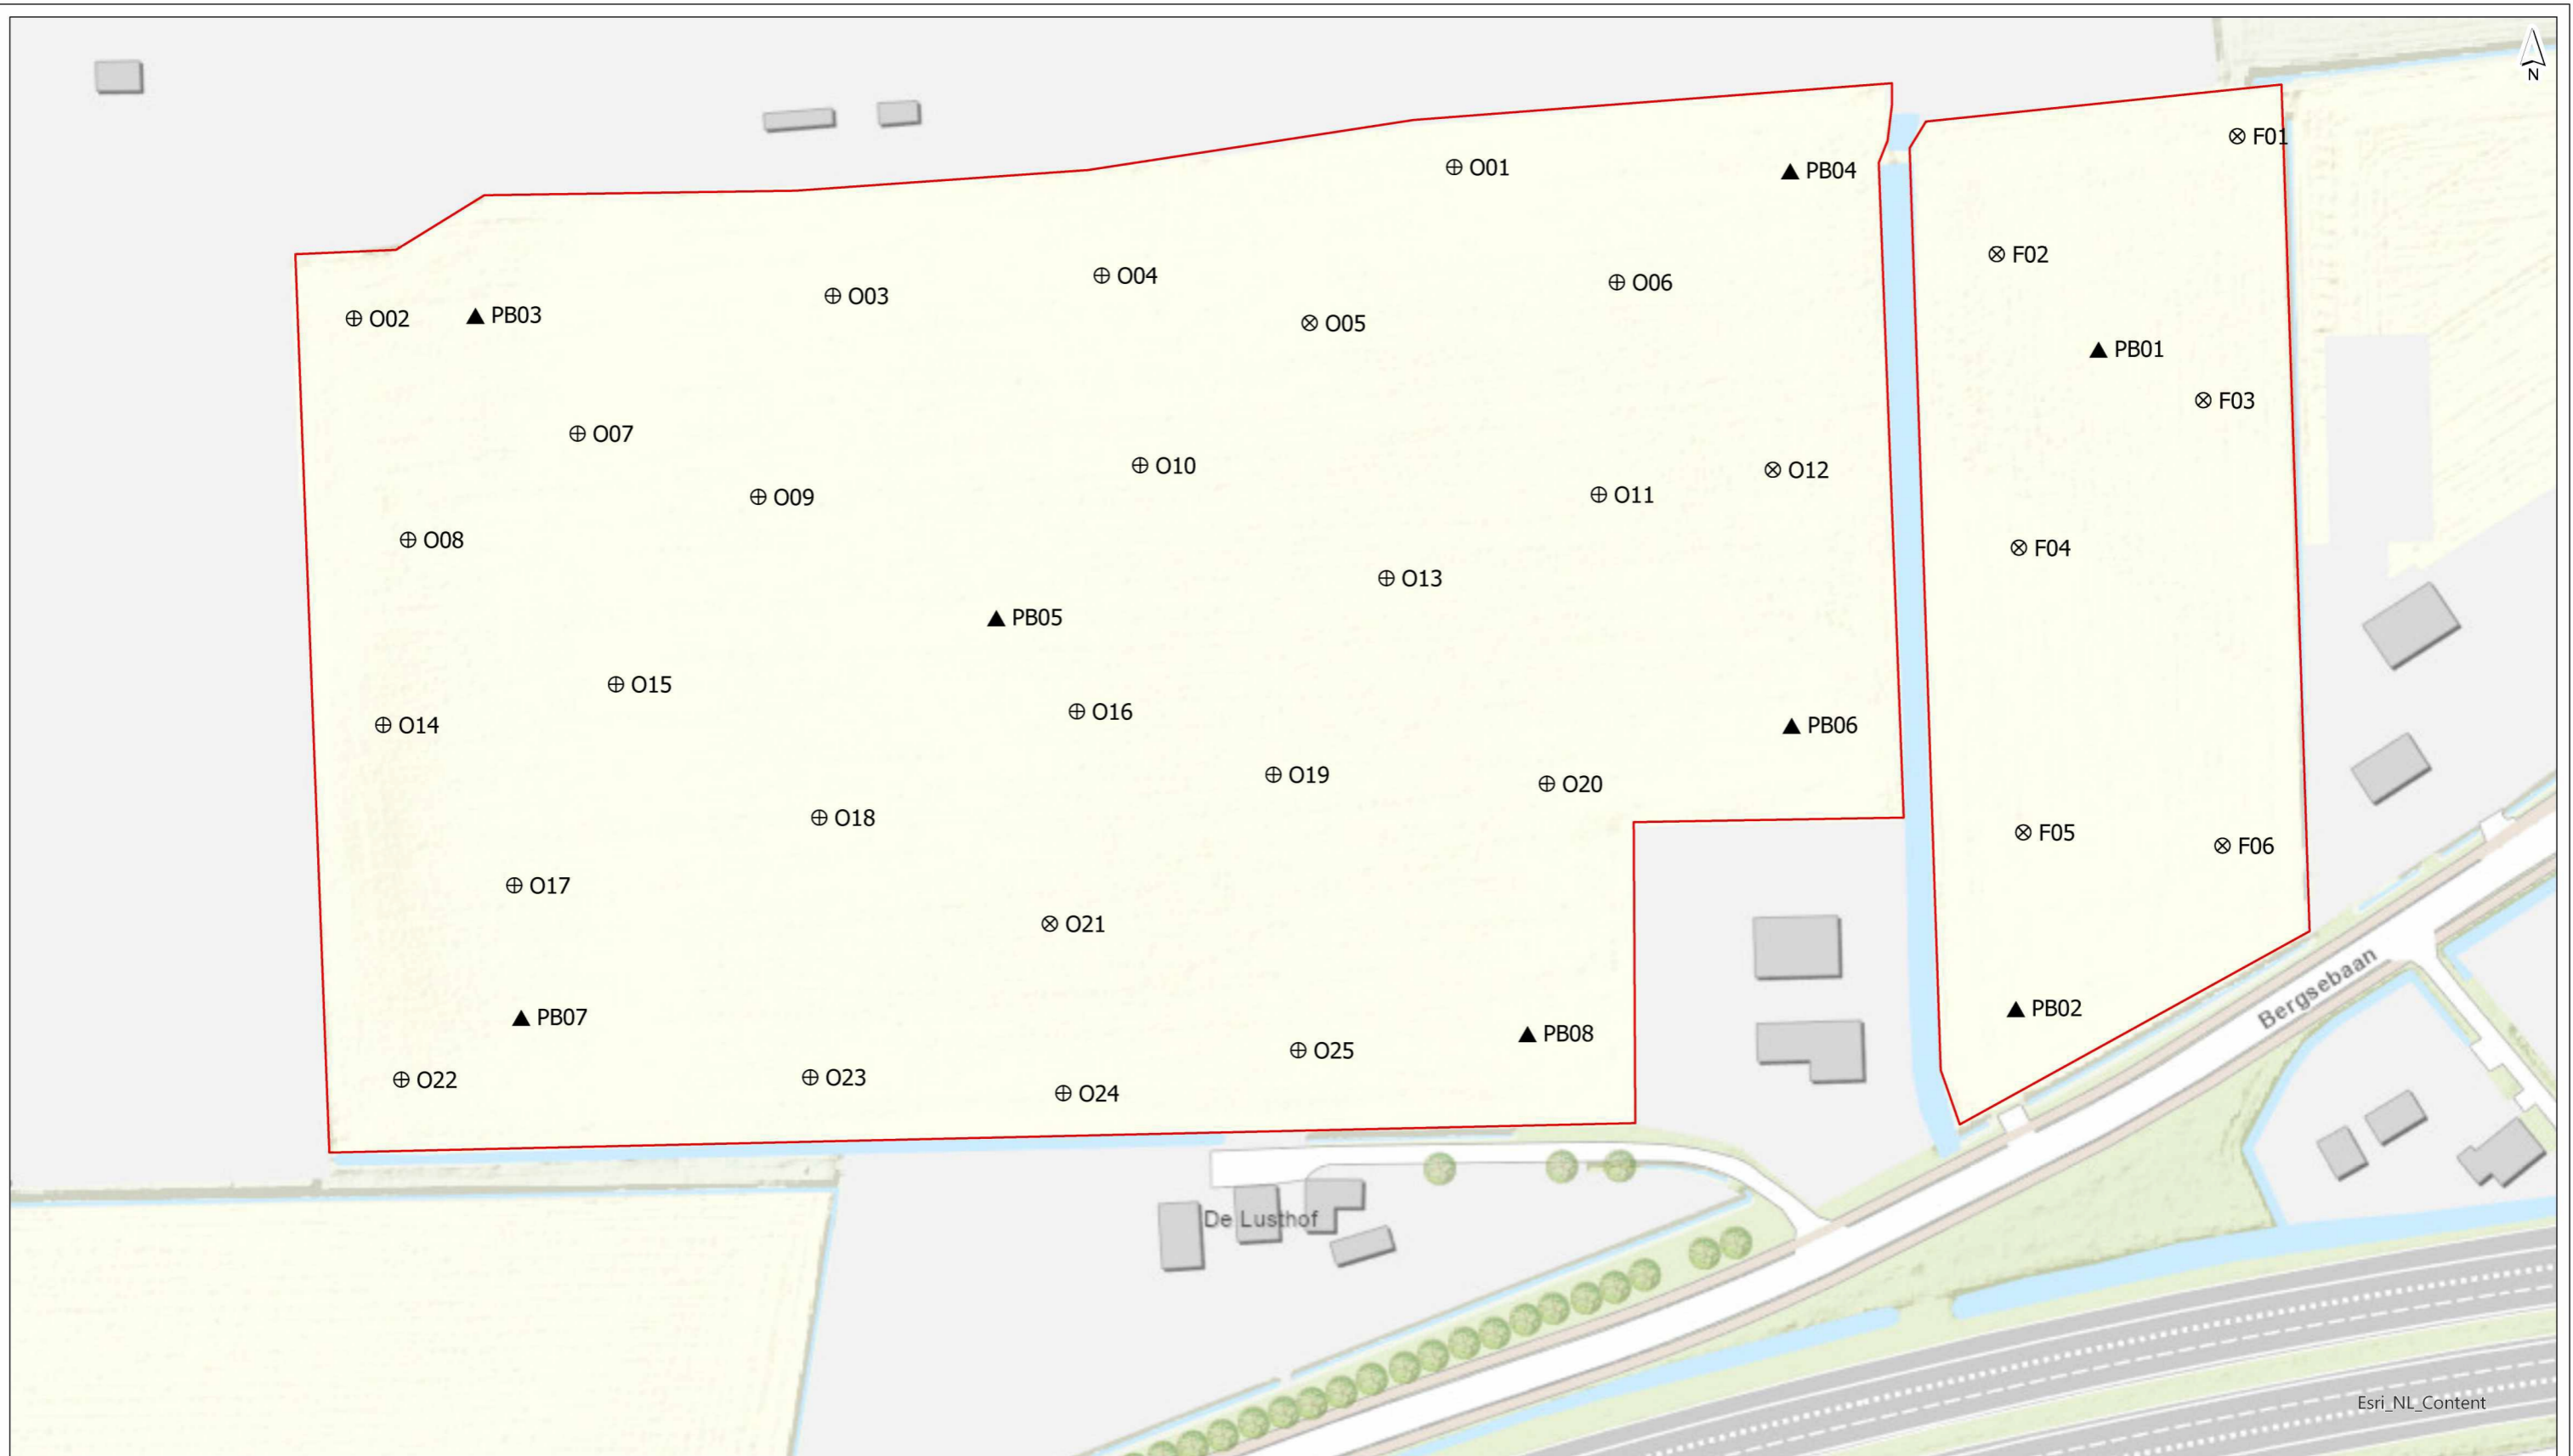 N
F01
O01
PB04
F02
O04
O06
O03
PB03
O02
O05
PB01
F03
O07
O10
O12
O11
O09
O08
F04
O13
PB05
O15
O16
O14
PB06
O19
O20
O18
F05
F06
O17
O21
Bergsebaan
PB02
PB07
PB08
O25
O23
O22
O24
De Lusthof
Esri_NL_Content